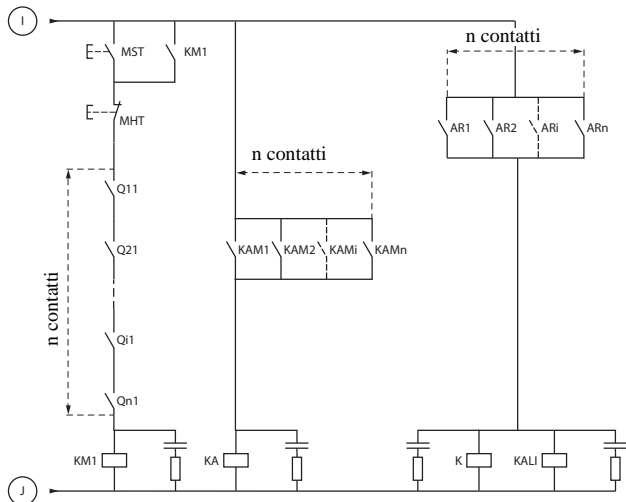 I
MST
KM1
n contatti
MHT
AR1
AR2
ARi
ARn
n contatti
Q11
Q21
KAM1
KAM2
KAMi
KAMn
n contatti
Qi1
Qn1
KM1
KA
K
KALI
J